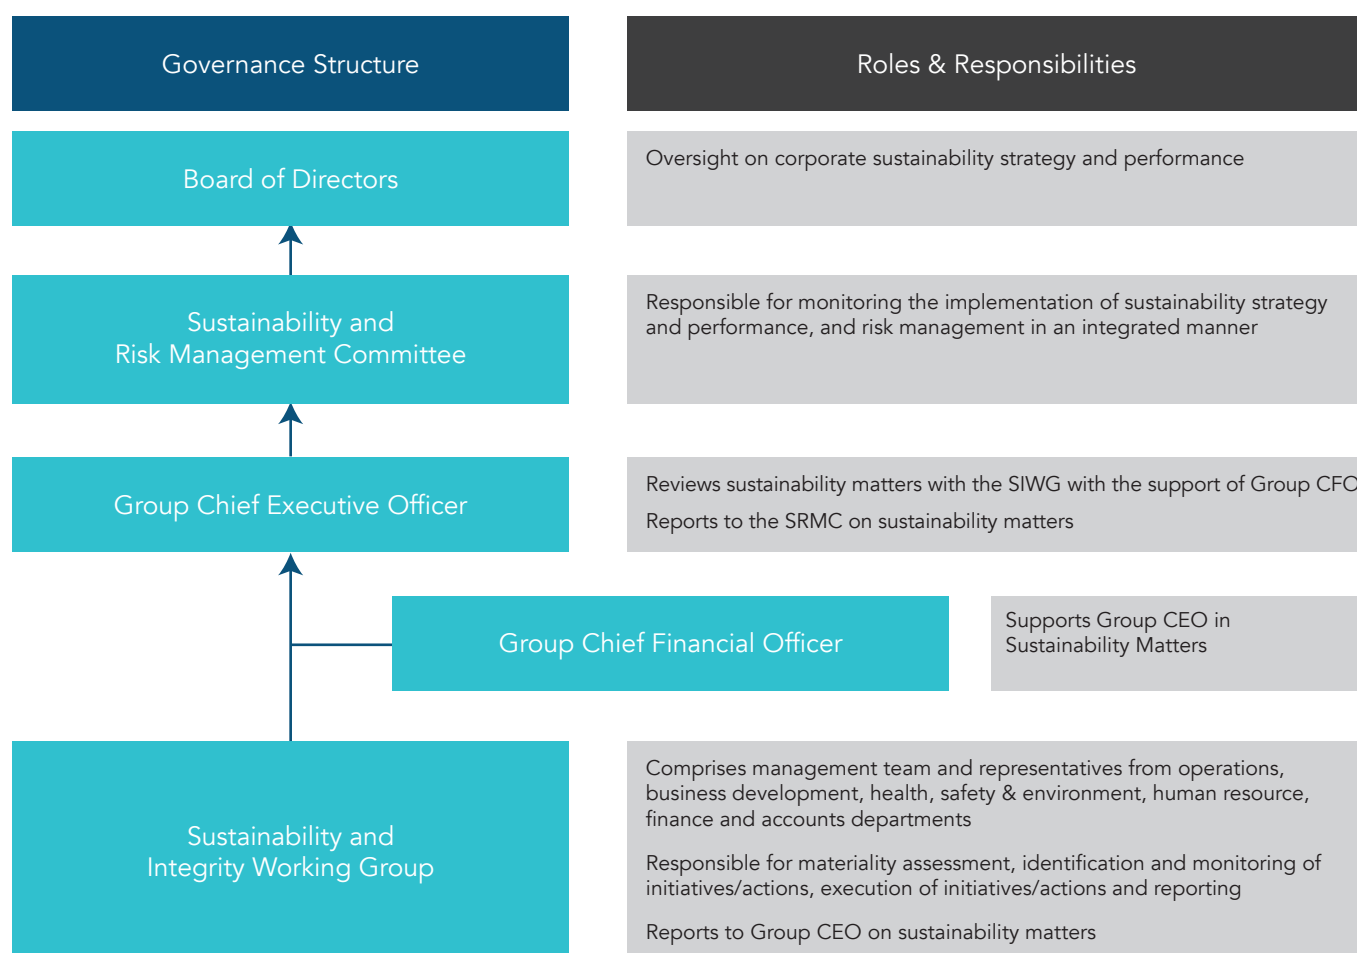 Governance Structure
Roles & Responsibilities
Board of Directors
Oversight on corporate sustainability strategy and performance
Sustainability and
Risk Management Committee
Responsible for monitoring the implementation of sustainability strategy
and performance, and risk management in an integrated manner
Group Chief Executive Officer
Reviews sustainability matters with the SIWG with the support of Group CFO
Reports to the SRMC on sustainability matters
Group Chief Financial Officer
Supports Group CEO in
Sustainability Matters
Sustainability and
Integrity Working Group
Comprises management team and representatives from operations,
business development, health, safety & environment, human resource,
finance and accounts departments
Responsible for materiality assessment, identification and monitoring of
initiatives/actions, execution of initiatives/actions and reporting
Reports to Group CEO on sustainability matters